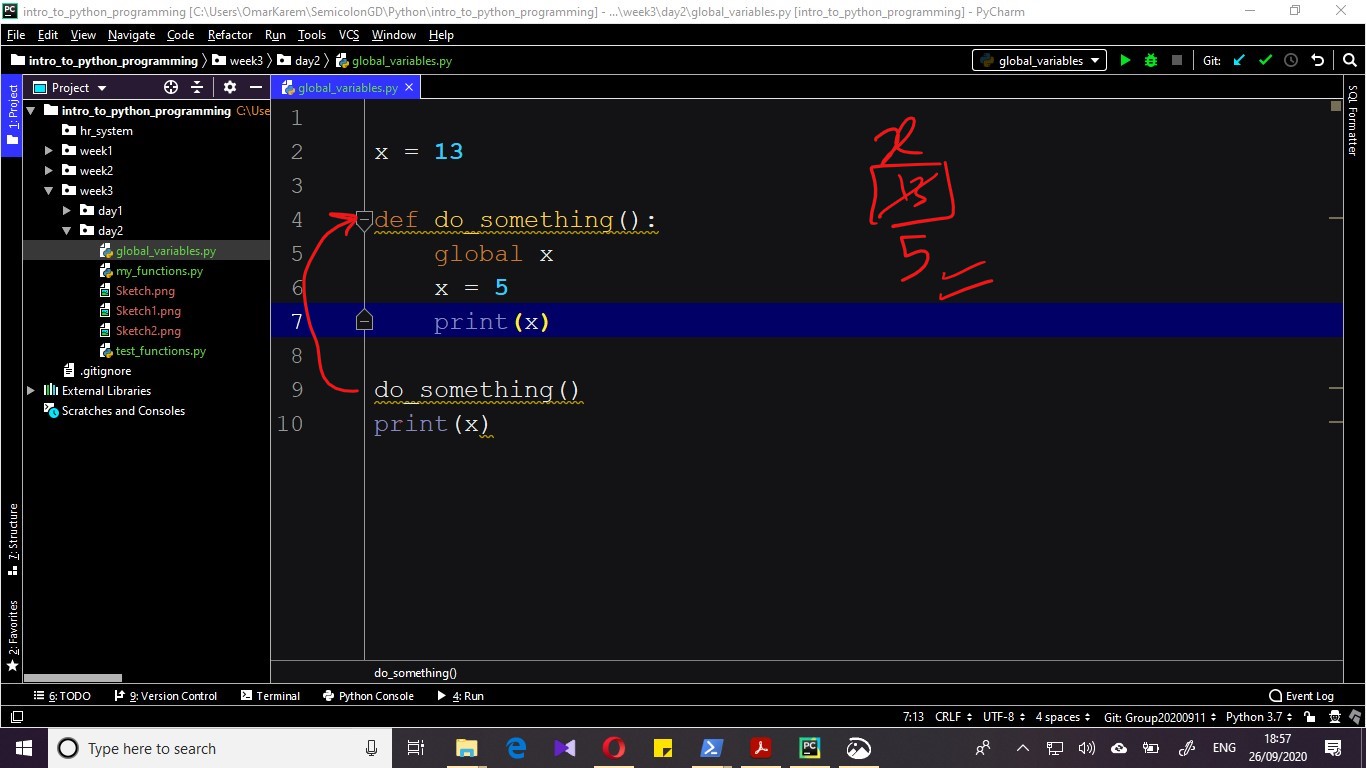 intro_to_python_programming [C:\Users\OmarKarem\SemicolonGD\Python\intro_to_python_programming] - ...\week3\day2\global_variables.py [intro_to_python_programming] - PyCharm
File Edit View Navigate Code Refactor Run Tools VCS Window Help
intro_to_python_programming week3 day2 global_variables.py global_variables Git:
1: Project
Project
global_variables.py
SQL Formatter
intro_to_python_programming C:\Use
hr_system
week1
week2
week3
day1
day2
global_variables.py
my_functions.py
Sketch.png
Sketch1.png
Sketch2.png
test_functions.py
.gitignore
External Libraries
Scratches and Consoles
1
2 x = 13
3
4 def do_something():
5 global x
6 x = 5
7 print(x)
8
9 do_something()
10 print(x)
x
13
5
7: Structure
2: Favorites
do_something()
6: TODO 9: Version Control Terminal Python Console 4: Run Event Log
7:13 CRLF UTF-8 4 spaces Git: Group20200911 Python 3.7
Type here to search
ENG
18:57
26/09/2020